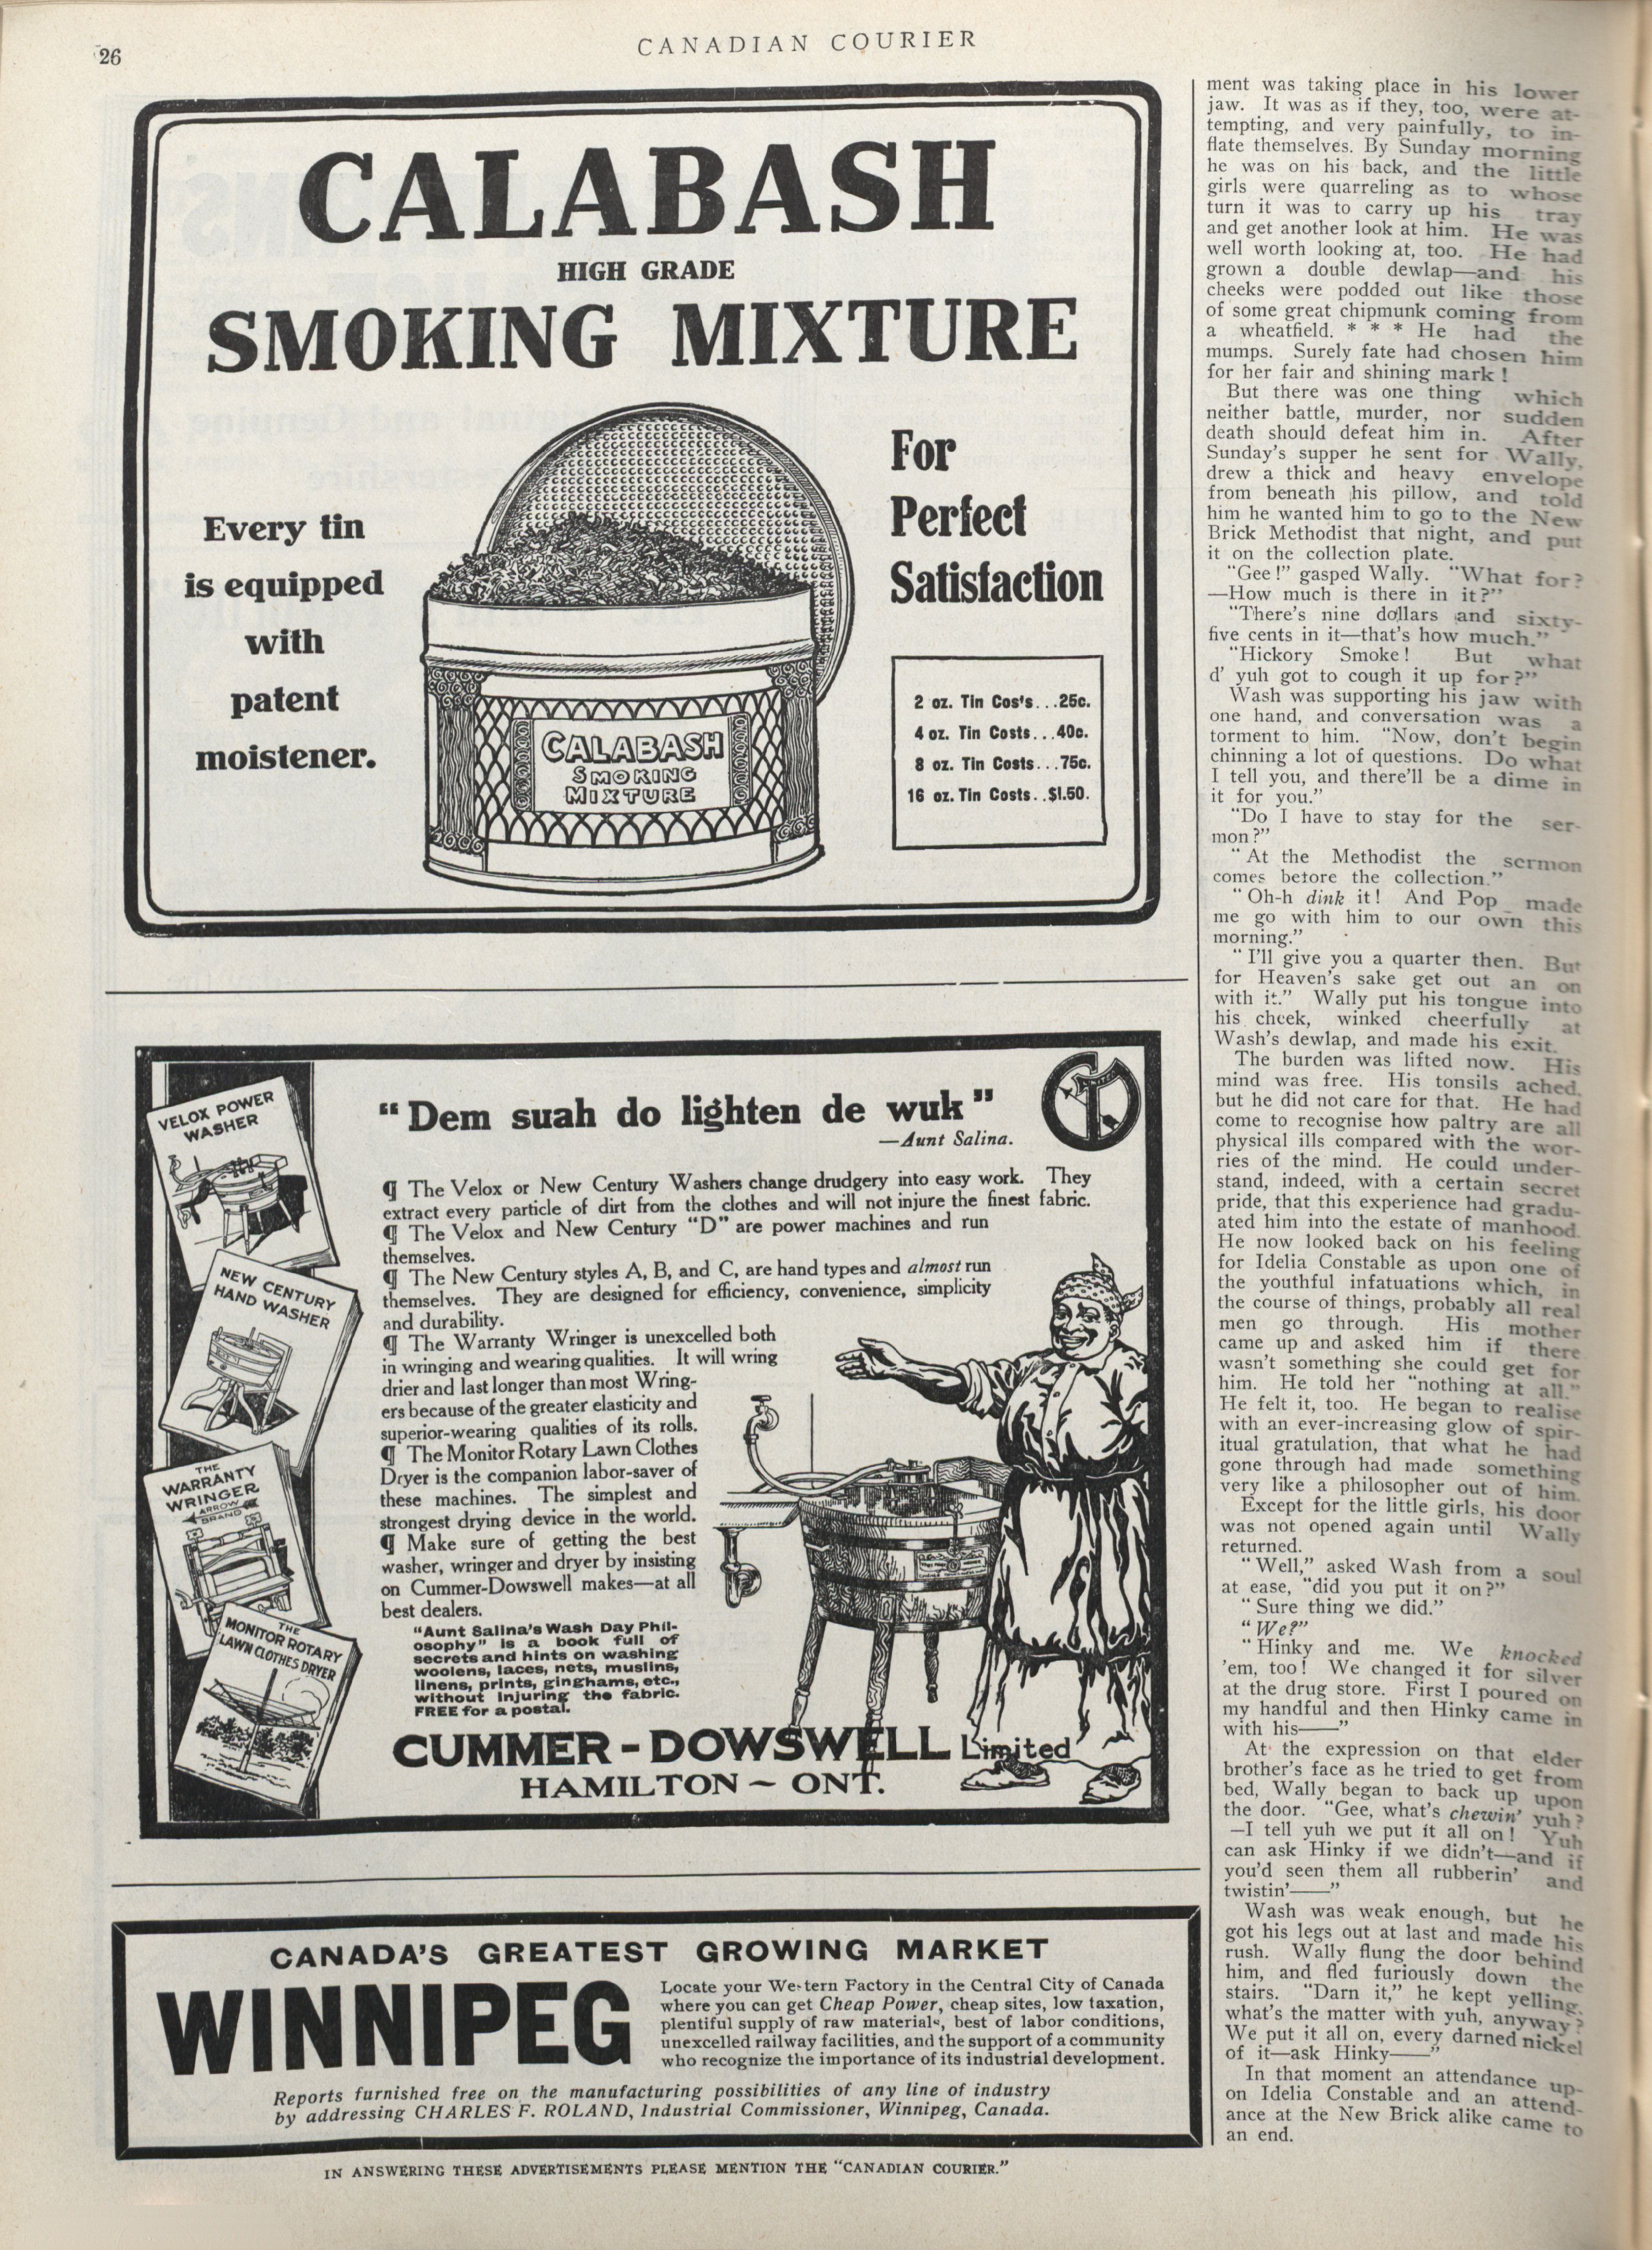 26
CANADIAN COURIER
CALABASH
HIGH GRADE
SMOKING MIXTURE
Every tin
is equipped
with
patent
moistener.
For
Perfect
Satisfaction
CALABASH
SMOKING
MIXTURE
2 oz. Tin Cos's...25c.
4 oz. Tin Costs...40c.
8 oz. Tin Costs...75c.
16 oz. Tin Costs..$1.50.
VELOX POWER
WASHER
NEW CENTURY
HAND WASHER
THE
WARRANTY
WRINGER
ARROW
BRAND
THE
MONITOR ROTARY
LAWN CLOTHES DRYER
"Dem suah do lighten de wuk"
—Aunt Salina.
¶ The Velox or New Century Washers change drudgery into easy work. They
extract every particle of dirt from the clothes and will not injure the finest fabric.
¶ The Velox and New Century "D" are power machines and run
themselves.
¶ The New Century styles A, B, and C, are hand types and almost run
themselves. They are designed for efficiency, convenience, simplicity
and durability.
¶ The Warranty Wringer is unexcelled both
in wringing and wearing qualities. It will wring
drier and last longer than most Wring-
ers because of the greater elasticity and
superior-wearing qualities of its rolls.
¶ The Monitor Rotary Lawn Clothes
Dryer is the companion labor-saver of
these machines. The simplest and
strongest drying device in the world.
¶ Make sure of getting the best
washer, wringer and dryer by insisting
on Cummer-Dowswell makes—at all
best dealers.
"Aunt Salina's Wash Day Phil-
osophy" is a book full of
secrets and hints on washing
woolens, laces, nets, muslins,
linens, prints, ginghams, etc.,
without injuring the fabric.
FREE for a postal.
CUMMER-DOWSWELL Limited
HAMILTON ~ ONT.
CANADA'S GREATEST GROWING MARKET
WINNIPEG
Locate your Western Factory in the Central City of Canada
where you can get Cheap Power, cheap sites, low taxation,
plentiful supply of raw materials, best of labor conditions,
unexcelled railway facilities, and the support of a community
who recognize the importance of its industrial development.
Reports furnished free on the manufacturing possibilities of any line of industry
by addressing CHARLES F. ROLAND, Industrial Commissioner, Winnipeg, Canada.
IN ANSWERING THESE ADVERTISEMENTS PLEASE MENTION THE "CANADIAN COURIER."
ment was taking place in his lower
jaw. It was as if they, too, were at-
tempting, and very painfully, to in-
flate themselves. By Sunday morning
he was on his back, and the little
girls were quarreling as to whose
turn it was to carry up his tray
and get another look at him. He was
well worth looking at, too. He had
grown a double dewlap—and his
cheeks were podded out like those
of some great chipmunk coming from
a wheatfield. * * * He had the
mumps. Surely fate had chosen him
for her fair and shining mark!
But there was one thing which
neither battle, murder, nor sudden
death should defeat him in. After
Sunday's supper he sent for Wally,
drew a thick and heavy envelope
from beneath his pillow, and told
him he wanted him to go to the New
Brick Methodist that night, and put
it on the collection plate.
"Gee!" gasped Wally. "What for?
—How much is there in it?"
"There's nine dollars and sixty-
five cents in it—that's how much."
"Hickory Smoke! But what
d' yuh got to cough it up for?"
Wash was supporting his jaw with
one hand, and conversation was a
torment to him. "Now, don't begin
chinning a lot of questions. Do what
I tell you, and there'll be a dime in
it for you."
"Do I have to stay for the ser-
mon?"
"At the Methodist the sermon
comes before the collection."
"Oh-h dink it! And Pop made
me go with him to our own this
morning."
"I'll give you a quarter then. But
for Heaven's sake get out an on
with it." Wally put his tongue into
his cheek, winked cheerfully at
Wash's dewlap, and made his exit.
The burden was lifted now. His
mind was free. His tonsils ached,
but he did not care for that. He had
come to recognise how paltry are all
physical ills compared with the wor-
ries of the mind. He could under-
stand, indeed, with a certain secret
pride, that this experience had gradu-
ated him into the estate of manhood.
He now looked back on his feeling
for Idelia Constable as upon one of
the youthful infatuations which, in
the course of things, probably all real
men go through. His mother
came up and asked him if there
wasn't something she could get for
him. He told her "nothing at all."
He felt it, too. He began to realise
with an ever-increasing glow of spir-
itual gratulation, that what he had
gone through had made something
very like a philosopher out of him.
Except for the little girls, his door
was not opened again until Wally
returned.
"Well," asked Wash from a soul
at ease, "did you put it on?"
"Sure thing we did."
"We?"
"Hinky and me. We knocked
'em, too! We changed it for silver
at the drug store. First I poured on
my handful and then Hinky came in
with his——"
At the expression on that elder
brother's face as he tried to get from
bed, Wally began to back up upon
the door. "Gee, what's chewin' yuh?
—I tell yuh we put it all on! Yuh
can ask Hinky if we didn't—and if
you'd seen them all rubberin' and
twistin'——"
Wash was weak enough, but he
got his legs out at last and made his
rush. Wally flung the door behind
him, and fled furiously down the
stairs. "Darn it," he kept yelling,
what's the matter with yuh, anyway?
We put it all on, every darned nickel
of it—ask Hinky——"
In that moment an attendance up-
on Idelia Constable and an attend-
ance at the New Brick alike came to
an end.